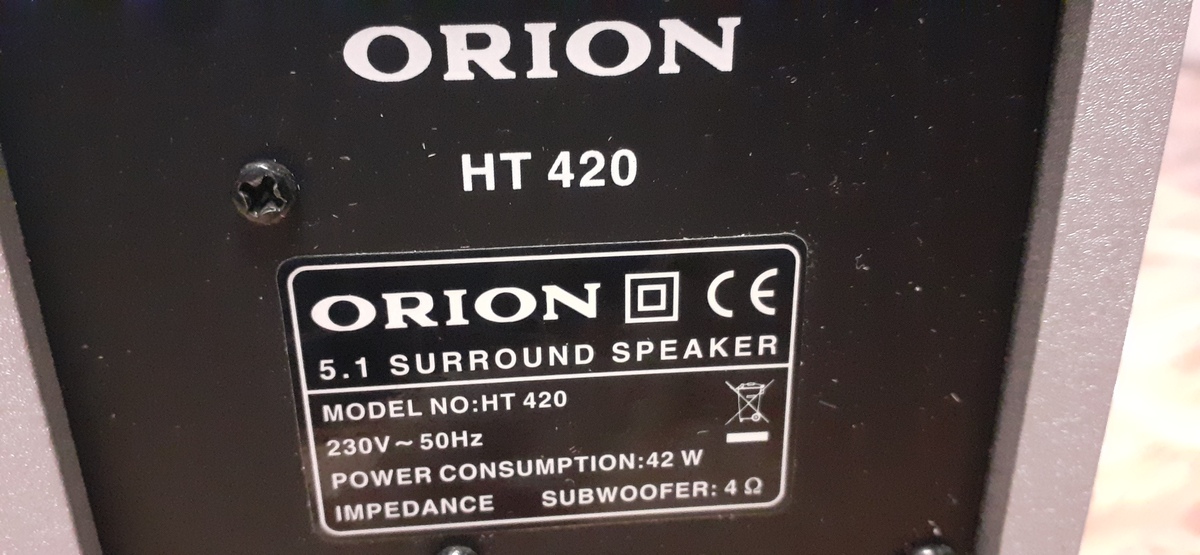 ORION
HT 420
ORION CE
5.1 SURROUND SPEAKER
MODEL NO:HT 420
230V~50Hz
POWER CONSUMPTION:42 W
IMPEDANCE SUBWOOFER: 4 Ω